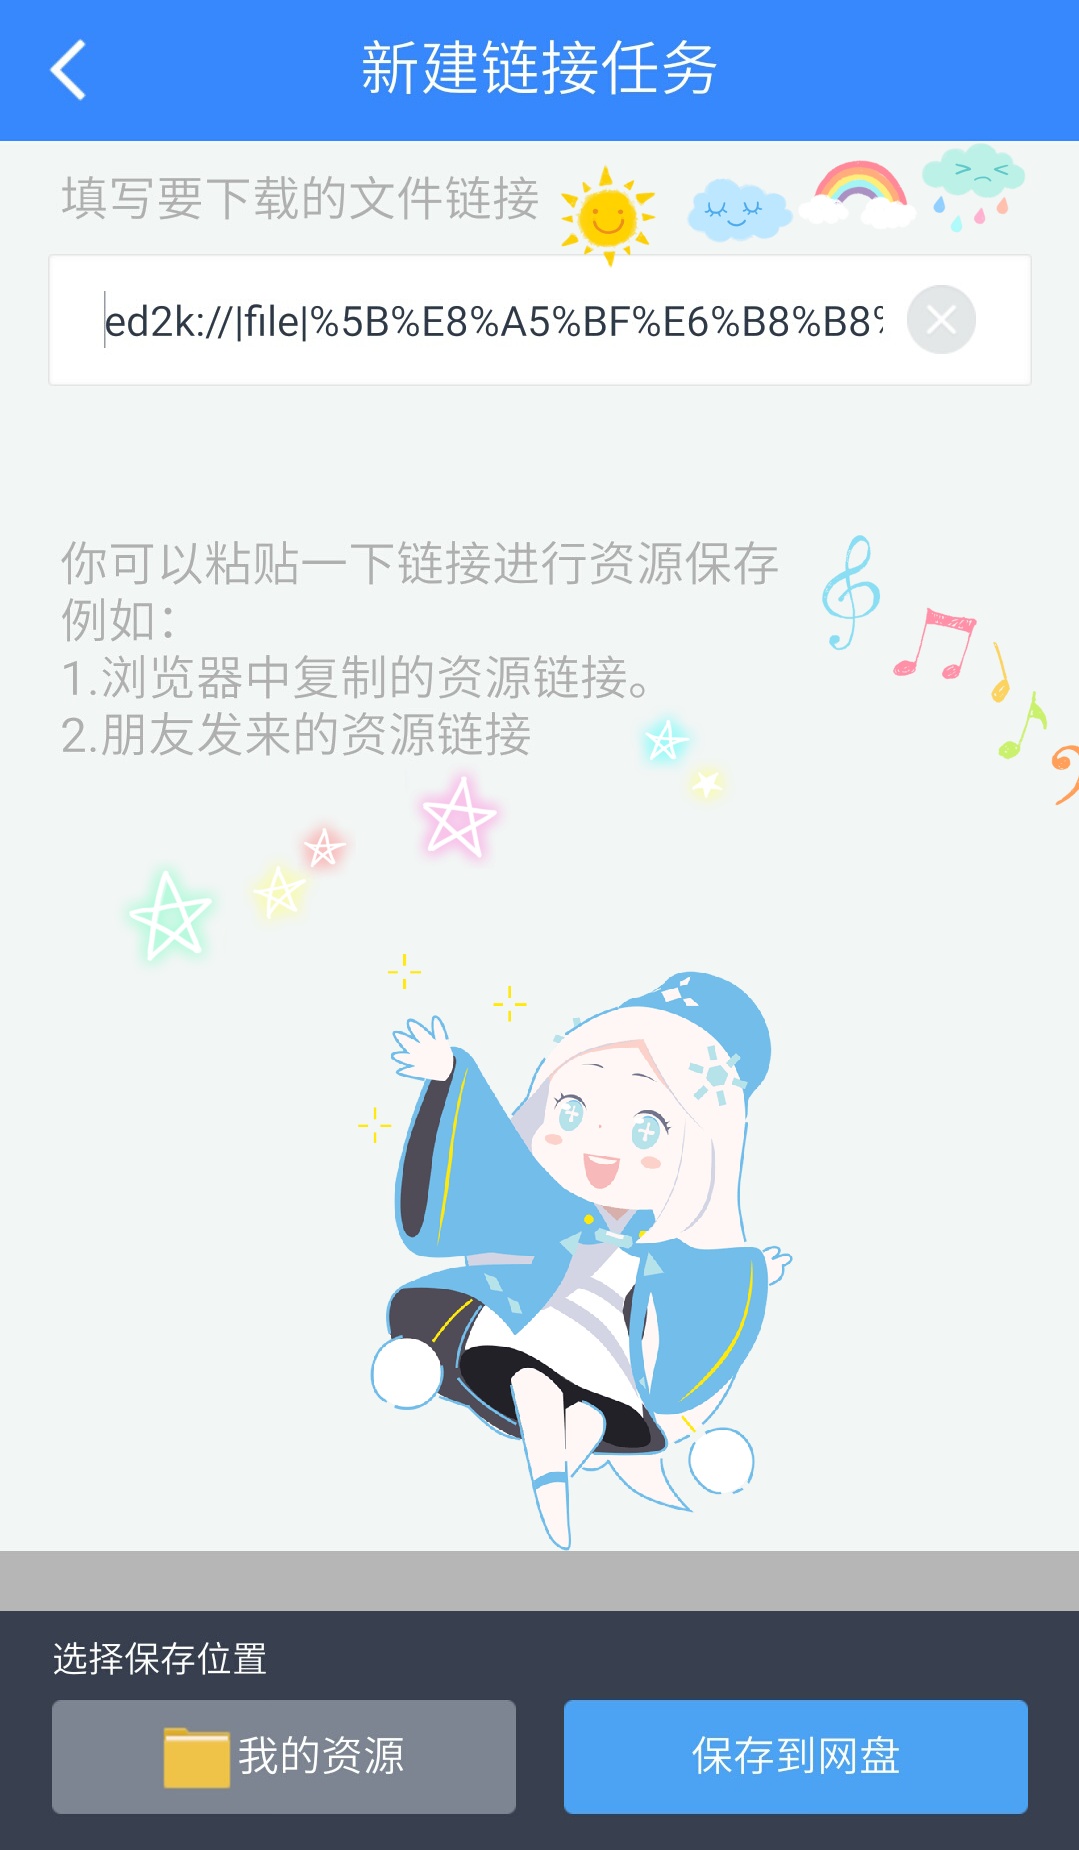 新建链接任务
填写要下载的文件链接
ed2k://|file|%5B%E8%A5%BF%E6%B8%B8%
你可以粘贴一下链接进行资源保存
例如：
1.浏览器中复制的资源链接。
2.朋友发来的资源链接
选择保存位置
我的资源
保存到网盘